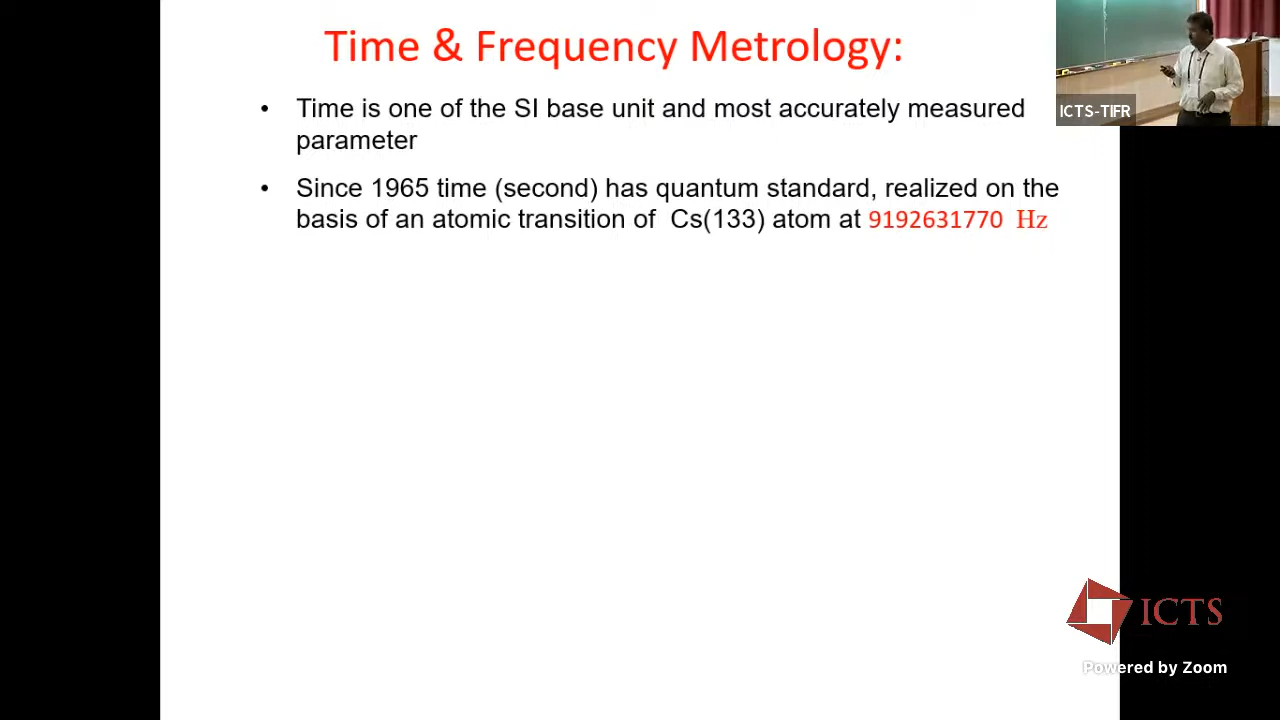 Time & Frequency Metrology:
• Time is one of the SI base unit and most accurately measured
parameter
• Since 1965 time (second) has quantum standard, realized on the
basis of an atomic transition of Cs(133) atom at 9192631770 Hz
ICTS-TIFR
ICTS
Powered by Zoom